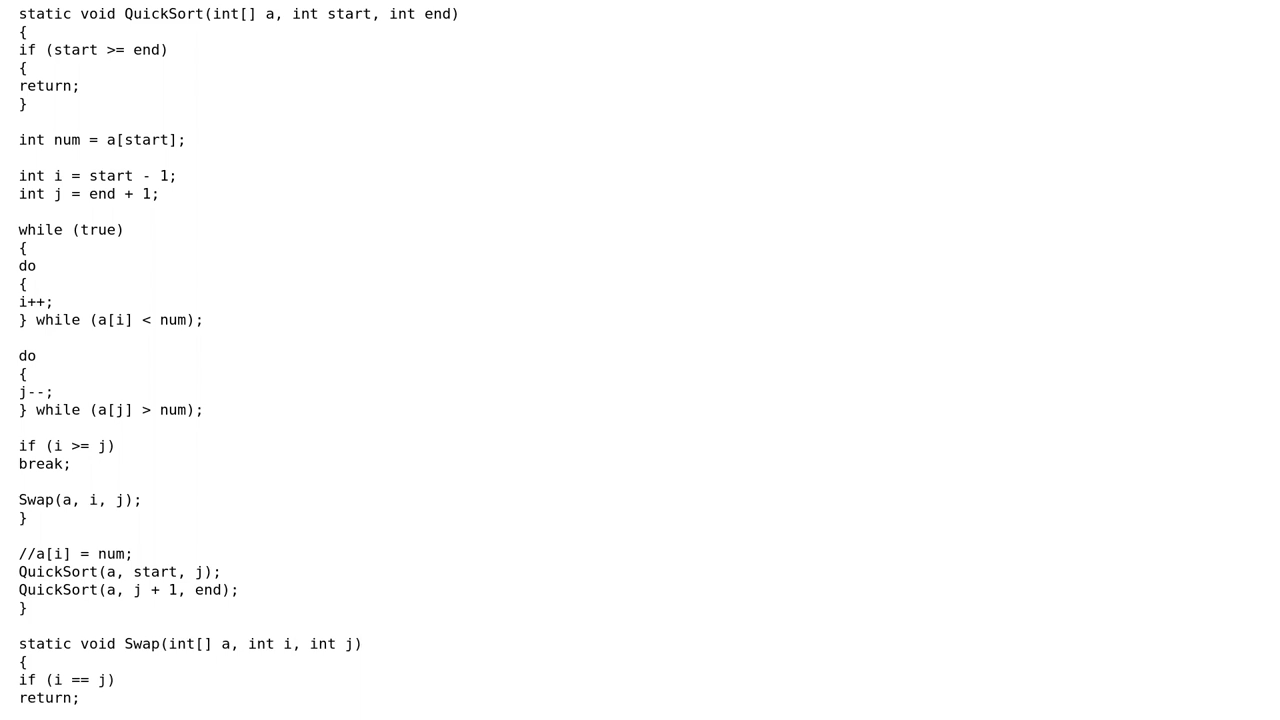 static void QuickSort(int[] a, int start, int end)
{
if (start >= end)
{
return;
}

int num = a[start];

int i = start - 1;
int j = end + 1;

while (true)
{
do
{
i++;
} while (a[i] < num);

do
{
j--;
} while (a[j] > num);

if (i >= j)
break;

Swap(a, i, j);
}

//a[i] = num;
QuickSort(a, start, j);
QuickSort(a, j + 1, end);
}

static void Swap(int[] a, int i, int j)
{
if (i == j)
return;